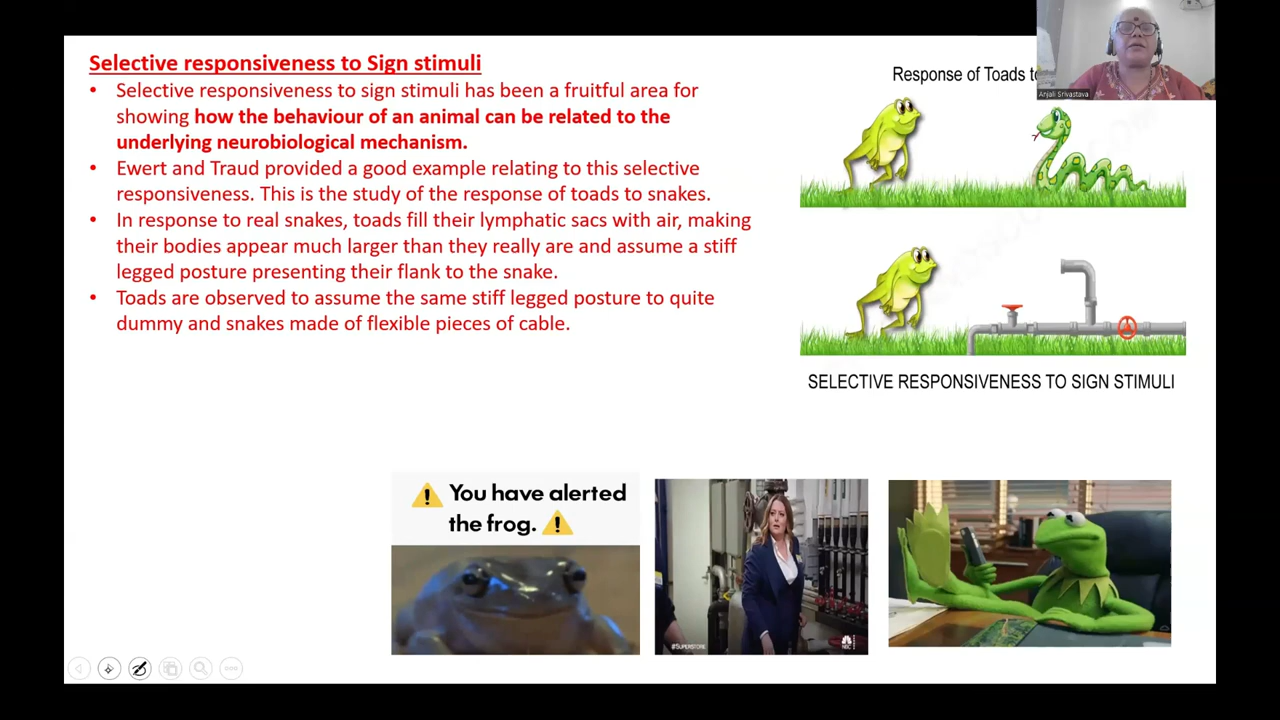 Selective responsiveness to Sign stimuli
• Selective responsiveness to sign stimuli has been a fruitful area for
showing how the behaviour of an animal can be related to the
underlying neurobiological mechanism.
• Ewert and Traud provided a good example relating to this selective
responsiveness. This is the study of the response of toads to snakes.
• In response to real snakes, toads fill their lymphatic sacs with air, making
their bodies appear much larger than they really are and assume a stiff
legged posture presenting their flank to the snake.
• Toads are observed to assume the same stiff legged posture to quite
dummy and snakes made of flexible pieces of cable.
Response of Toads
Anjali Srivastava
SELECTIVE RESPONSIVENESS TO SIGN STIMULI
You have alerted
the frog.
#SUPERSTORE
NBC